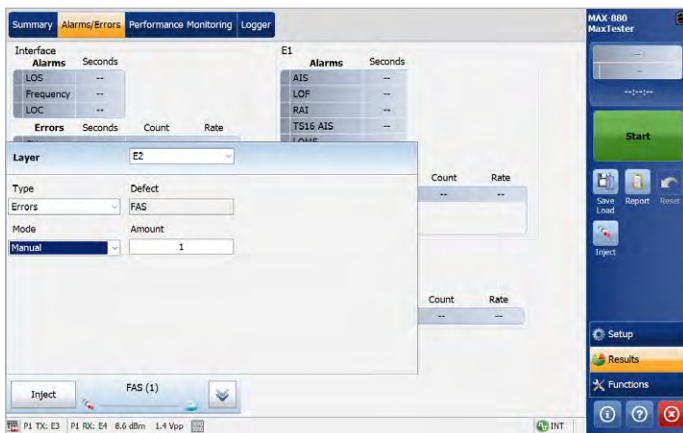 Summary Alarms/Errors Performance Monitoring Logger
MAX-880
MaxTester
Interface
Alarms Seconds
LOS --
Frequency --
LOC --
Errors Seconds Count Rate
E1
Alarms Seconds
AIS --
LOF --
RAI --
TS16 AIS --
Layer E2
Type Defect
Errors FAS
Mode Amount
Manual 1
Count Rate
-- --
Count Rate
-- --
Inject FAS (1)
--:--:--
Start
Save
Load
Report
Reset
Inject
Setup
Results
Functions
P1 TX: E3 P1 RX: E4 8.6 dBm 1.4 Vpp INT